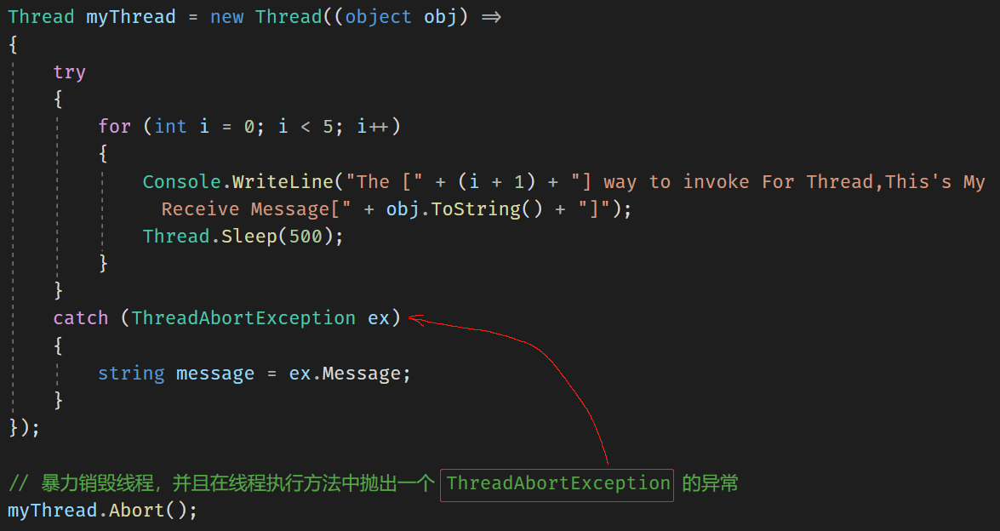 Thread myThread = new Thread((object obj) =>
{
try
{
for (int i = 0; i < 5; i++)
{
Console.WriteLine("The [" + (i + 1) + "] way to invoke For Thread,This's My
Receive Message[" + obj.ToString() + "]");
Thread.Sleep(500);
}
}
catch (ThreadAbortException ex)
{
string message = ex.Message;
}
});
// 暴力销毁线程，并且在线程执行方法中抛出一个 ThreadAbortException 的异常
myThread.Abort();